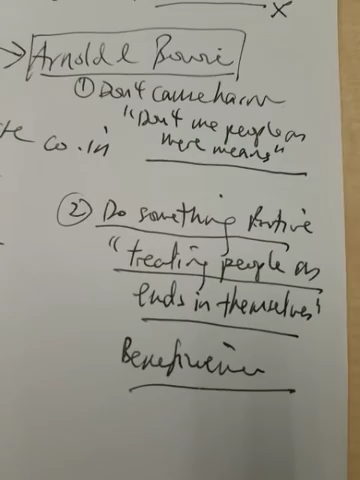 X
→ Arnold & Bowie
① Don't cause harm
"Don't use people as
mere means"
co.in
② Do something Positive
"treating people as
ends in themselves"
Beneficence